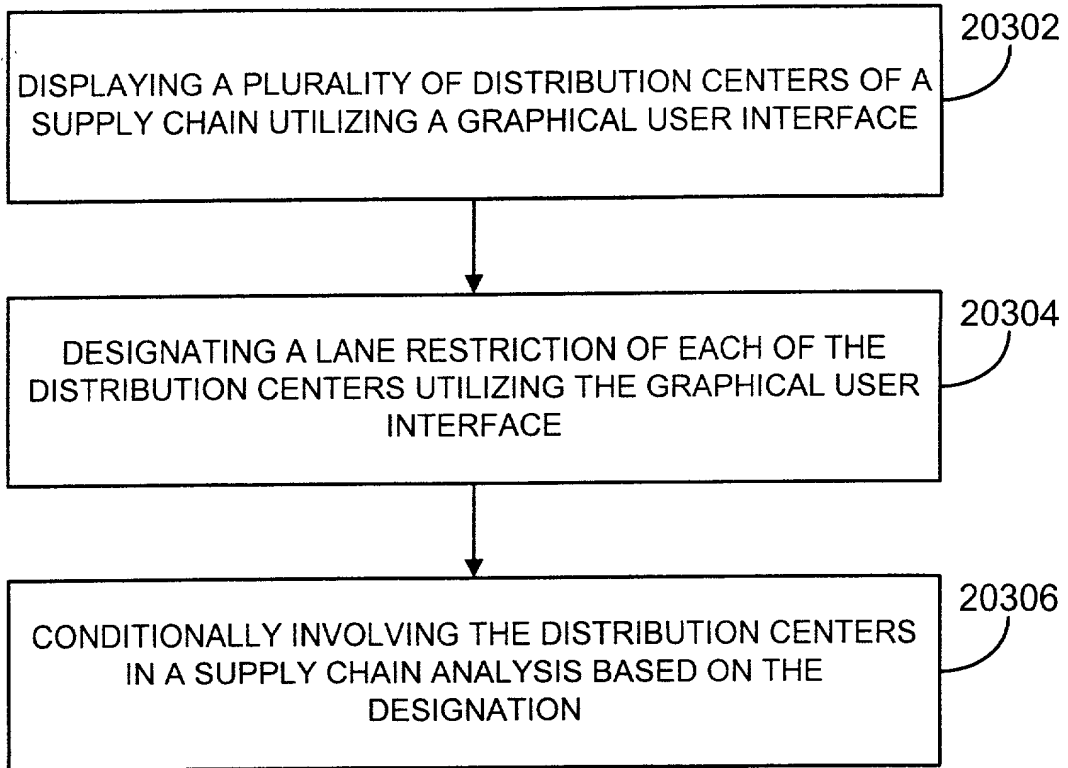 20302
DISPLAYING A PLURALITY OF DISTRIBUTION CENTERS OF A
SUPPLY CHAIN UTILIZING A GRAPHICAL USER INTERFACE
20304
DESIGNATING A LANE RESTRICTION OF EACH OF THE
DISTRIBUTION CENTERS UTILIZING THE GRAPHICAL USER
INTERFACE
20306
CONDITIONALLY INVOLVING THE DISTRIBUTION CENTERS
IN A SUPPLY CHAIN ANALYSIS BASED ON THE
DESIGNATION